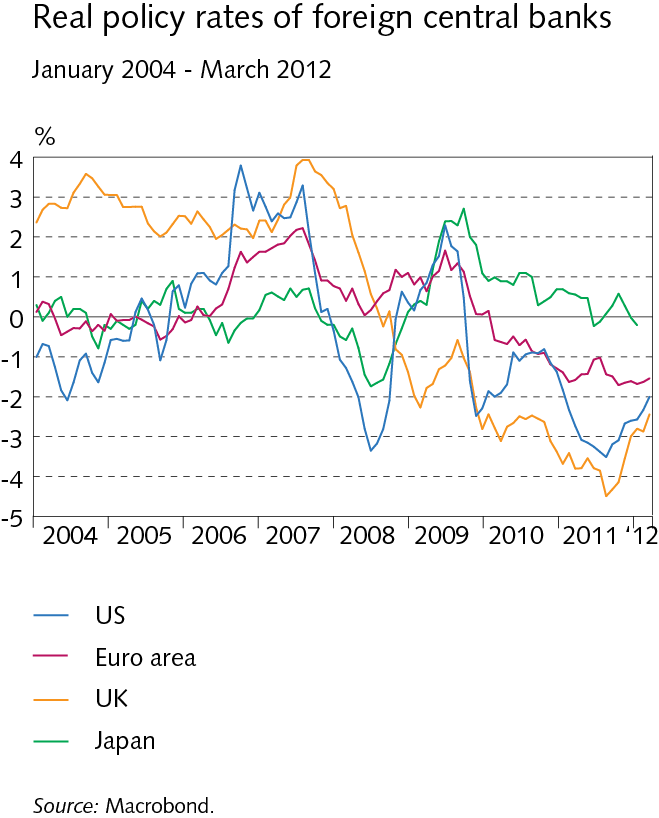 Real policy rates of foreign central banks
January 2004 - March 2012
%
4
3
2
1
0
-1
-2
-3
-4
-5
2004 2005 2006 2007 2008 2009 2010 2011 '12
US
Euro area
UK
Japan
Source: Macrobond.